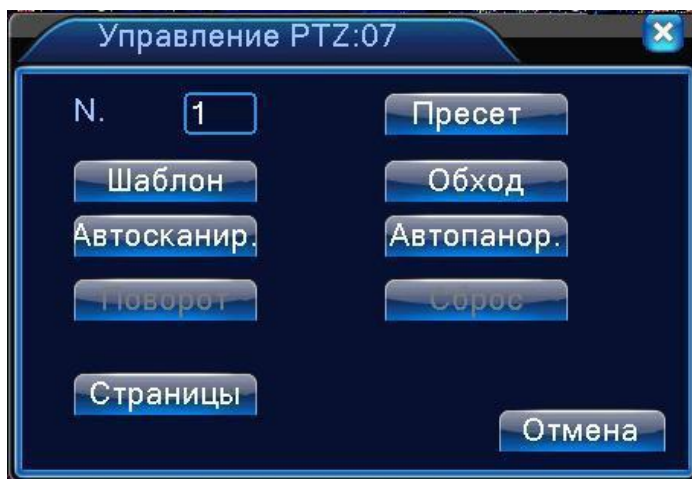 Управление PTZ:07
N. 1 Пресет
Шаблон Обход
Автосканир. Автопанор.
Поворот Сброс
Страницы
Отмена